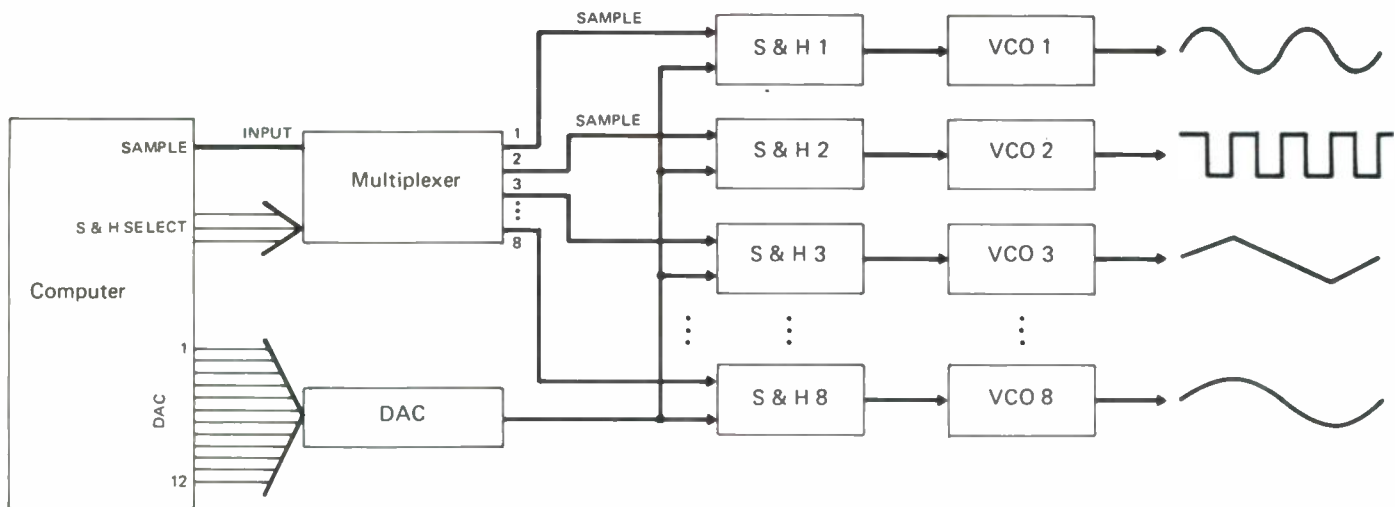 SAMPLE
S & H 1
VCO 1
SAMPLE
INPUT
Multiplexer
1
2
3
8
SAMPLE
S & H 2
VCO 2
S & H SELECT
S & H 3
VCO 3
Computer
1
DAC
12
DAC
S & H 8
VCO 8